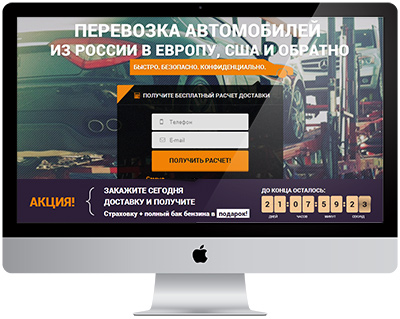 ПЕРЕВОЗКА АВТОМОБИЛЕЙ
ИЗ РОССИИ В ЕВРОПУ, США И ОБРАТНО
БЫСТРО. БЕЗОПАСНО. КОНФИДЕНЦИАЛЬНО.
ПОЛУЧИТЕ БЕСПЛАТНЫЙ РАСЧЕТ ДОСТАВКИ
Телефон
E-mail
ПОЛУЧИТЬ РАСЧЕТ!
АКЦИЯ!
ЗАКАЖИТЕ СЕГОДНЯ
ДОСТАВКУ И ПОЛУЧИТЕ
Страховку + полный бак бензина в подарок!
ДО КОНЦА ОСТАЛОСЬ:
21:07:59:23
ДНЕЙ ЧАСОВ МИНУТ СЕКУНД